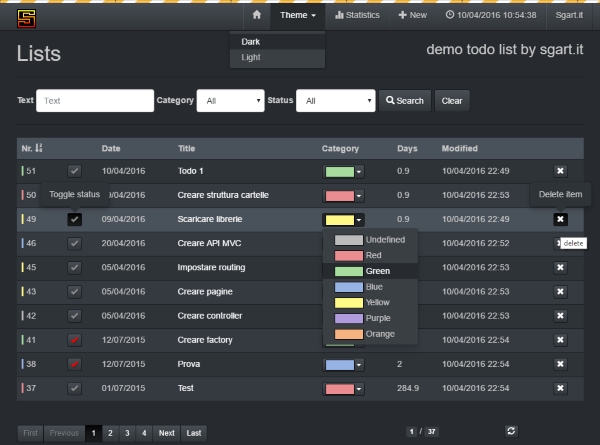 Theme Statistics New 10/04/2016 10:54:38 Sgart.it
Dark
Light
Lists demo todo list by sgart.it
Text Text Category All Status All Search Clear
Nr. Date Title Category Days Modified
51 10/04/2016 Todo 1 0.9 10/04/2016 22:49
50 /04/2016 Creare struttura cartelle 0.9 10/04/2016 22:53
Toggle status Delete item
49 09/04/2016 Scaricare librerie 0.9 10/04/2016 22:49
Undefined
46 20/04/2016 Creare API MVC 10/04/2016 22:52
delete
Red
45 05/04/2016 Impostare routing 10/04/2016 22:53
Green
Blue
43 05/04/2016 Creare pagine 10/04/2016 22:53
Yellow
42 05/04/2016 Creare controller 10/04/2016 22:54
Purple
Orange
41 12/07/2015 Creare factory 10/04/2016 22:54
38 12/07/2015 Prova 2 10/04/2016 22:54
37 01/07/2015 Test 284.9 10/04/2016 22:54
First Previous 1 2 3 4 Next Last 1 / 37